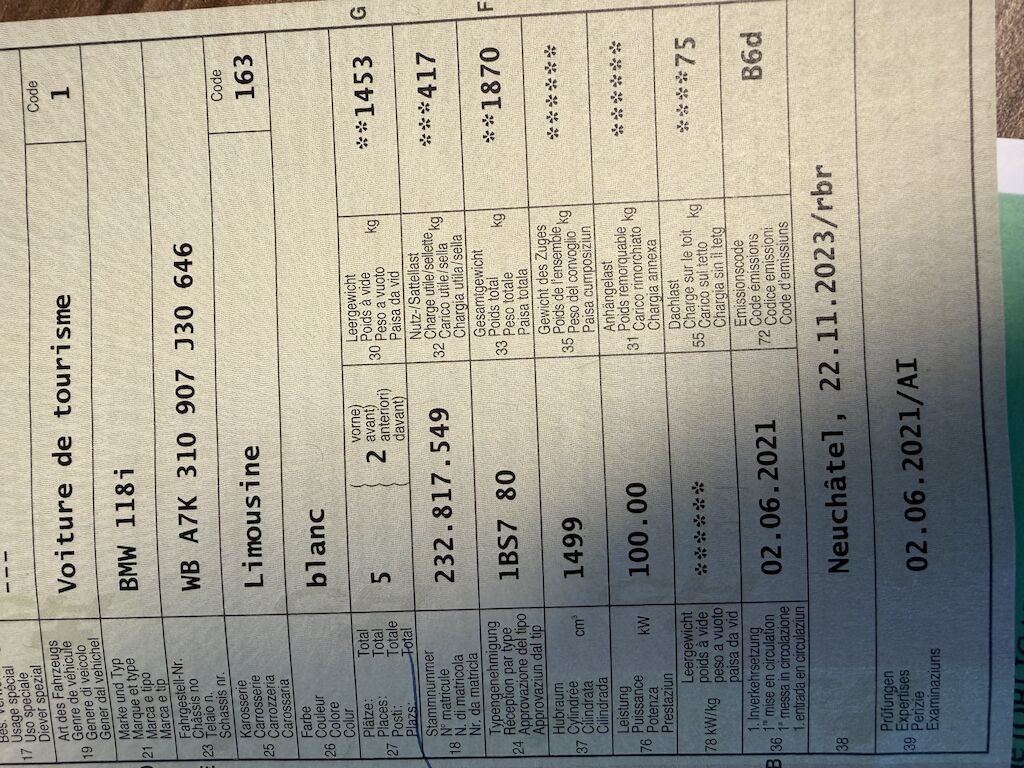 17 Usage spécial
Uso speciale
Diever spezial
---
19 Art des Fahrzeugs
Genre de véhicule
Genere di veicolo
Gener dal vehichel
Voiture de tourisme
Code
1
21 Marke und Typ
Marque et type
Marca e tipo
Marca e tip
BMW 118i
23 Fahrgestell-Nr.
Châssis no
Telaio n.
Schassis nr.
WB A7K 310 907 J30 646
25 Karosserie
Carrosserie
Carrozzeria
Carossaria
Limousine
Code
163
26 Farbe
Couleur
Colore
Colur
blanc
27 Plätze: Total
Places: Total
Posti: Totale
Plazs: Total
5
2
vorne)
avant)
anteriori)
davant)
30 Leergewicht
Poids à vide
Peso a vuoto
Paisa da vid
kg
**1453
G
18 Stammnummer
N° matricule
N. di matricola
Nr. da matricla
232.817.549
32 Nutz-/Sattellast
Charge utile/sellette
Carico utile/sella
Chargia utila/sella
kg
***417
24 Typengenehmigung
Réception par type
Approvazione del tipo
Approvaziun dal tip
1BS7 80
33 Gesamtgewicht
Poids total
Peso totale
Paisa totala
kg
**1870
F
37 Hubraum
Cylindrée
Cilindrata
Cilindrada
cm³
1499
35 Gewicht des Zuges
Poids de l'ensemble
Peso del convoglio
Paisa cumposiziun
kg
******
76 Leistung
Puissance
Potenza
Prestaziun
kW
100.00
31 Anhängelast
Poids remorquable
Carico rimorchiato
Chargia annexa
kg
******
78 kW/kg
Leergewicht
poids à vide
peso a vuoto
paisa da vid
******
55 Dachlast
Charge sur le toit
Carico sul tetto
Chargia sin il tetg
kg
****75
B 36 1. Inverkehrsetzung
1re mise en circulation
1a messa in circolazione
1. entrada en circulaziun
02.06.2021
72 Emissionscode
Code émissions
Codice emissioni
Code d'emissiuns
B6d
38
Neuchâtel, 22.11.2023/rbr
39 Prüfungen
Expertises
Perizie
Examinaziuns
02.06.2021/AI